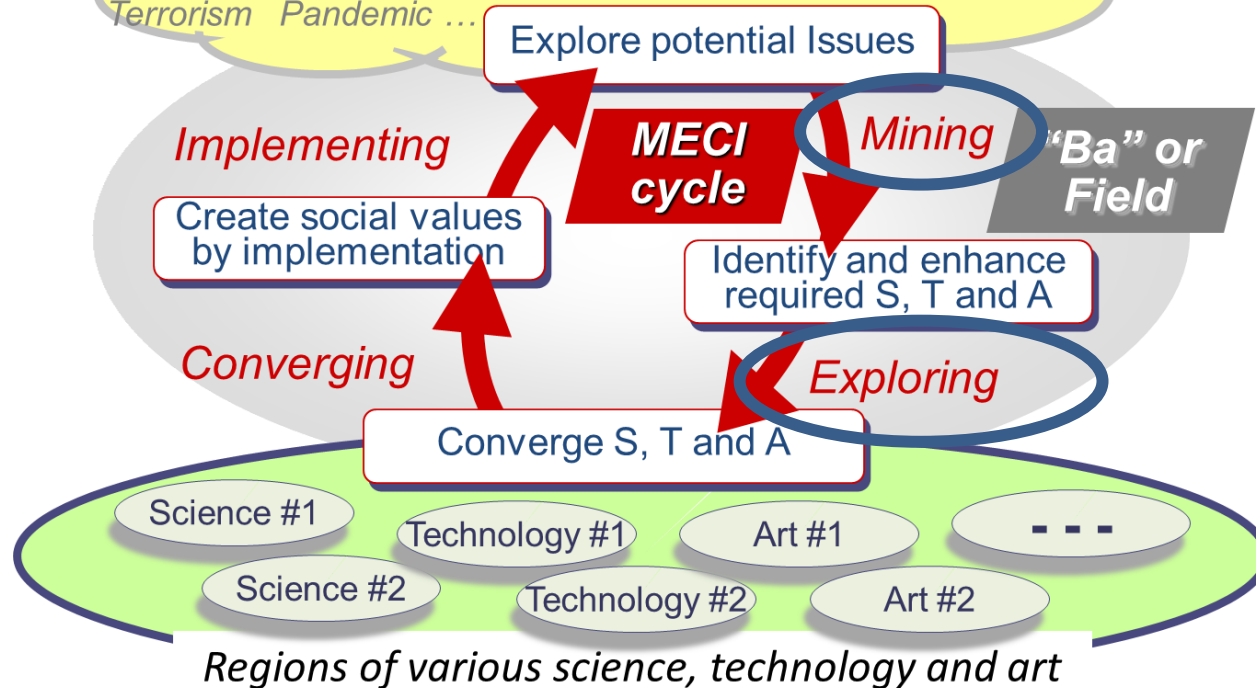 Terrorism Pandemic …
Explore potential Issues
Implementing
MECI
cycle
Mining
“Ba” or
Field
Create social values
by implementation
Identify and enhance
required S, T and A
Converging
Exploring
Converge S, T and A
Science #1
Technology #1
Art #1
- - -
Science #2
Technology #2
Art #2
Regions of various science, technology and art